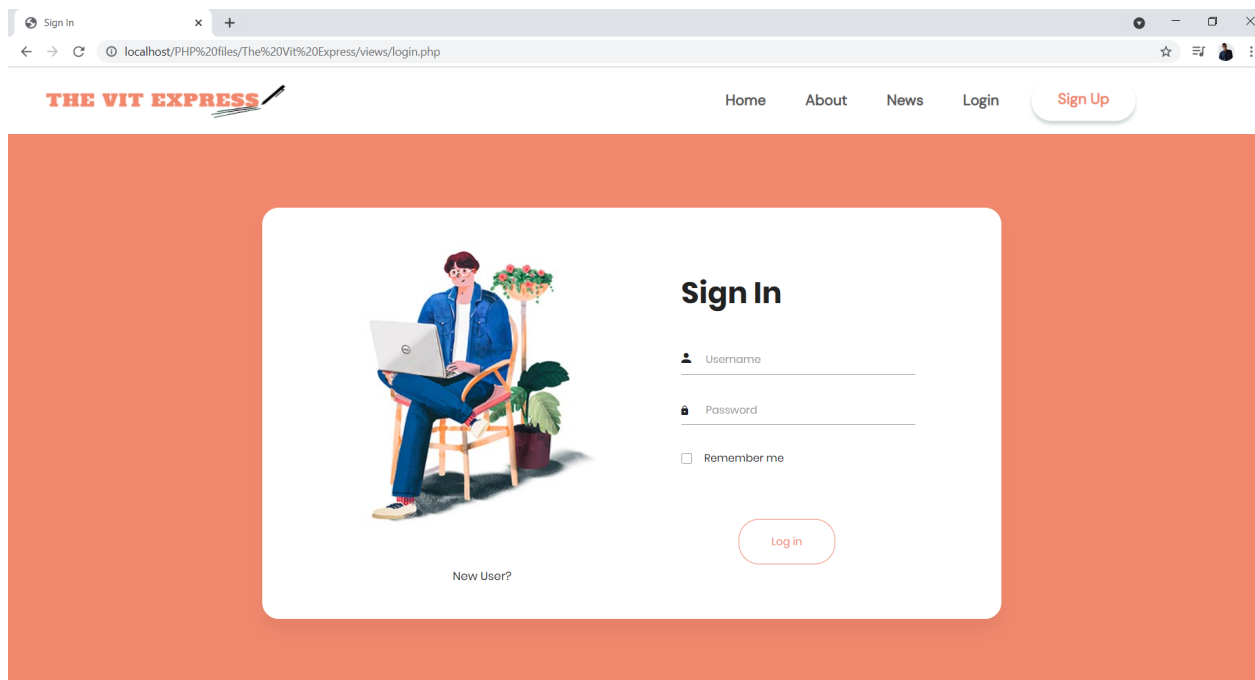 Sign In
localhost/PHP%20files/The%20Vit%20Express/views/login.php
THE VIT EXPRESS
Home About News Login Sign Up
Sign In
Username
Password
Remember me
Log in
New User?